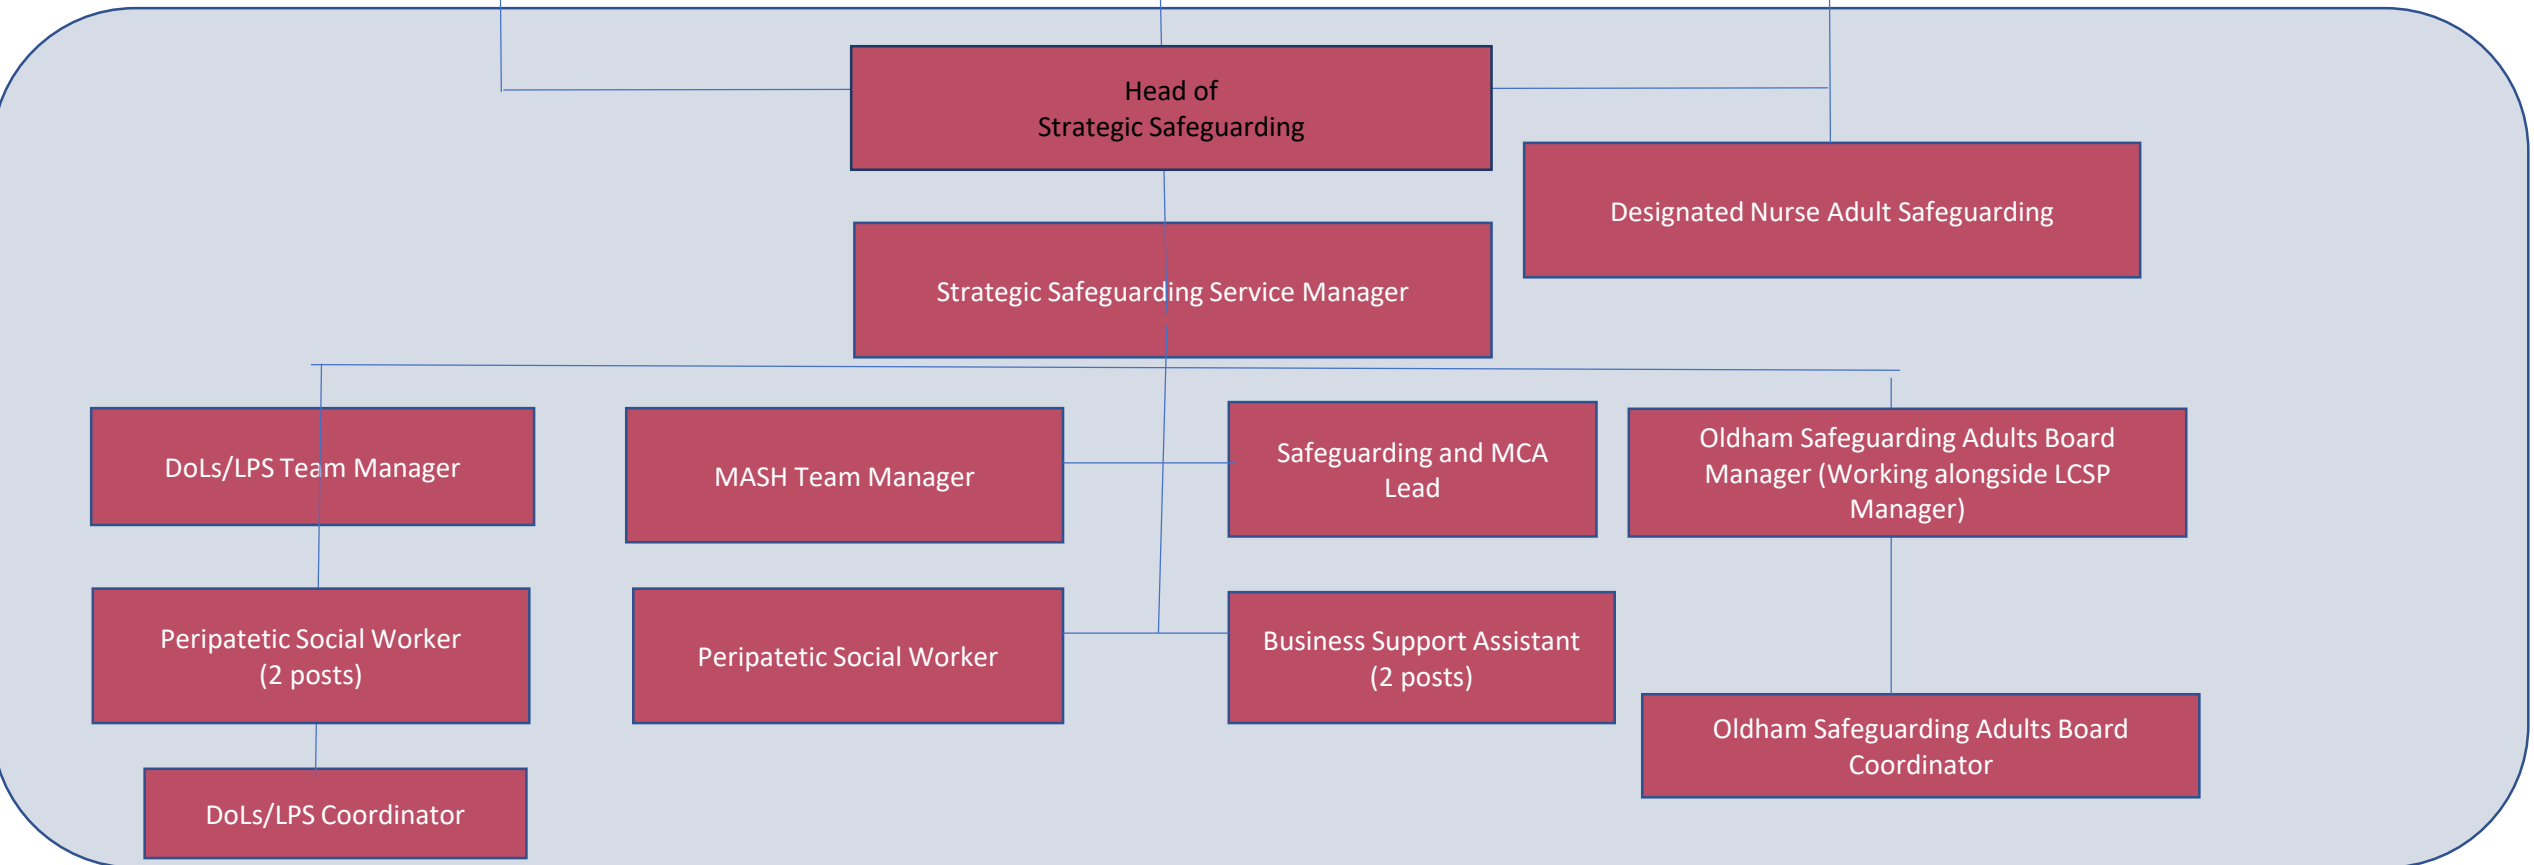 Head of
Strategic Safeguarding
Designated Nurse Adult Safeguarding
Strategic Safeguarding Service Manager
DoLs/LPS Team Manager
MASH Team Manager
Safeguarding and MCA
Lead
Oldham Safeguarding Adults Board
Manager (Working alongside LCSP
Manager)
Peripatetic Social Worker
(2 posts)
Peripatetic Social Worker
Business Support Assistant
(2 posts)
Oldham Safeguarding Adults Board
Coordinator
DoLs/LPS Coordinator